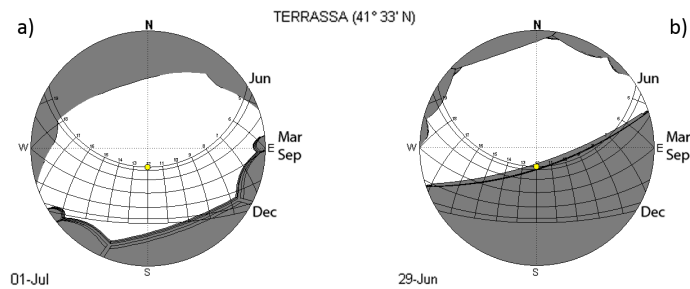 TERRASSA (41° 33' N)
a)
N
Jun
Mar
Sep
W
E
Dec
S
01-Jul
b)
N
Jun
Mar
Sep
W
E
Dec
S
29-Jun